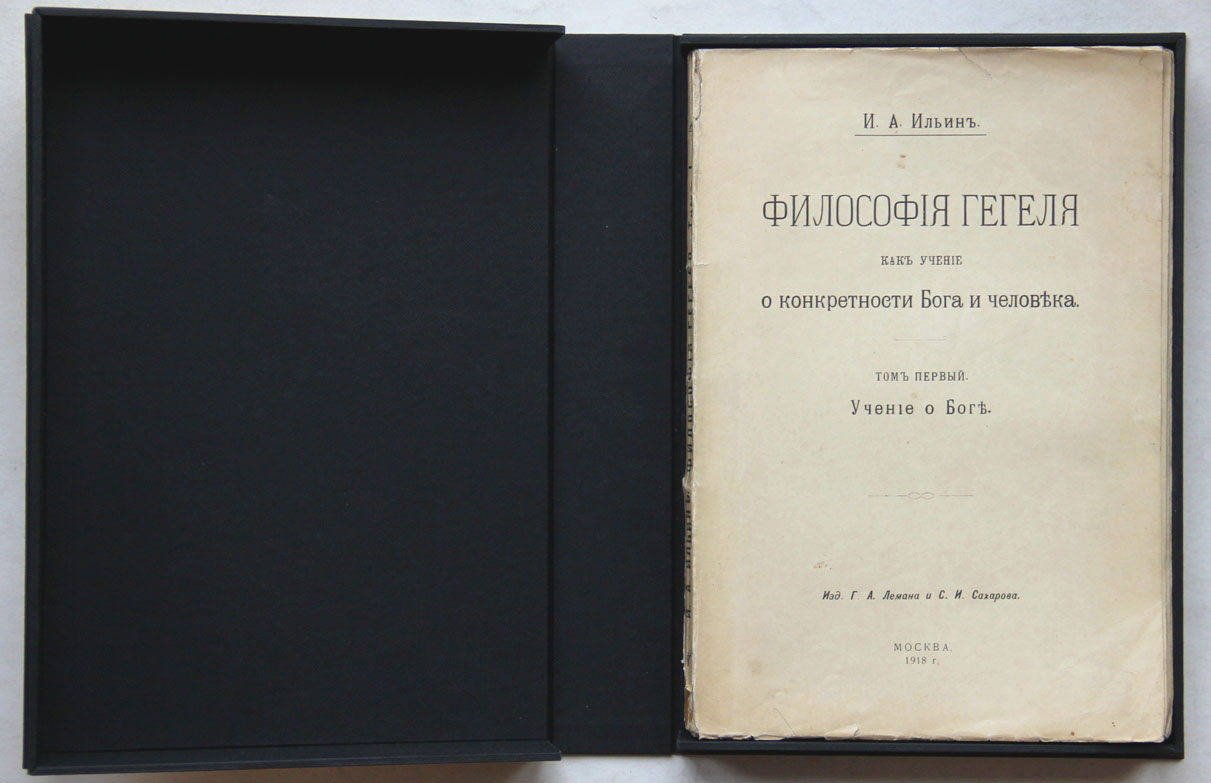 И. А. Ильинъ.
ФИЛОСОФІЯ ГЕГЕЛЯ
КАКЪ УЧЕНІЕ
о конкретности Бога и человѣка.
ТОМЪ ПЕРВЫЙ.
Ученіе о Богѣ.
Изд. Г. А. Лемана и С. И. Сахарова.
МОСКВА.
1918 г.